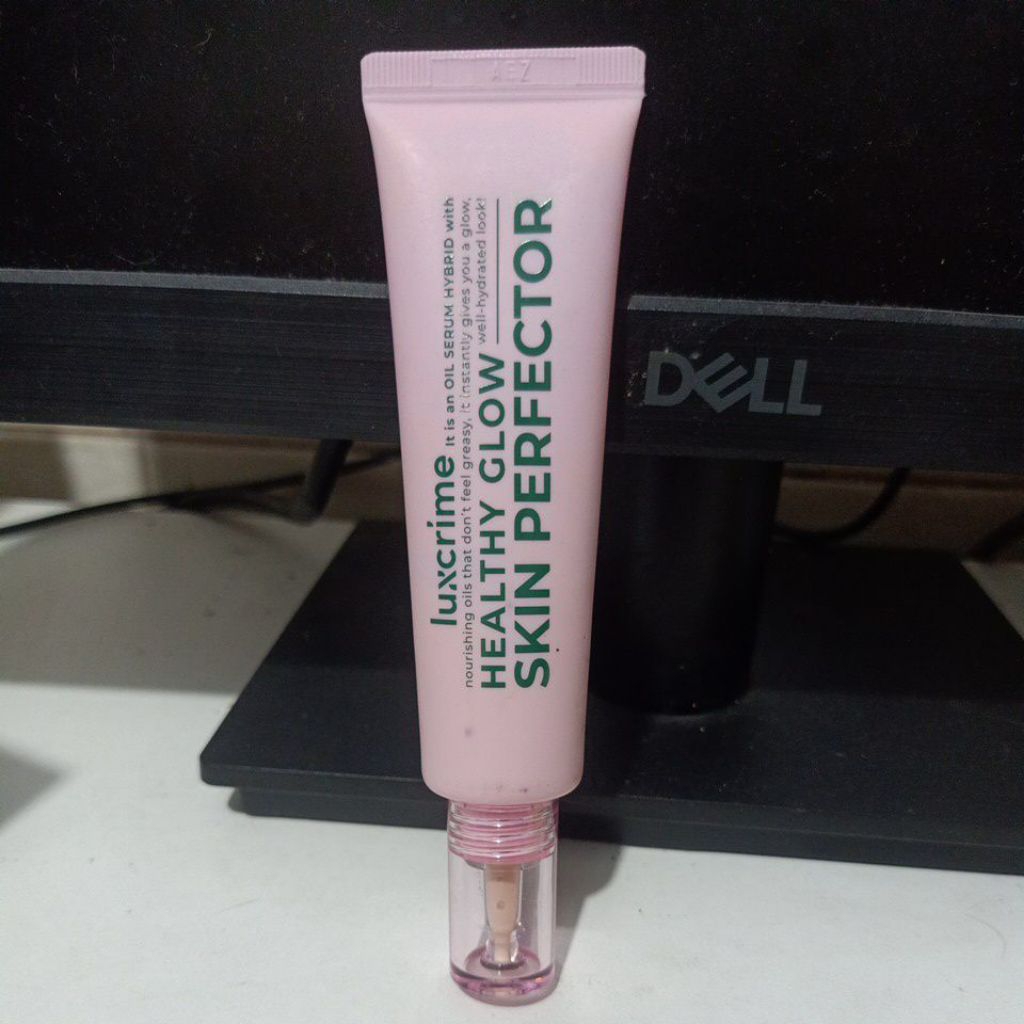 luxcrime It is an OIL SERUM HYBRID with
nourishing oils that don't feel greasy, it instantly gives you a glow,
HEALTHY GLOW well-hydrated look!
SKIN PERFECTOR
DELL